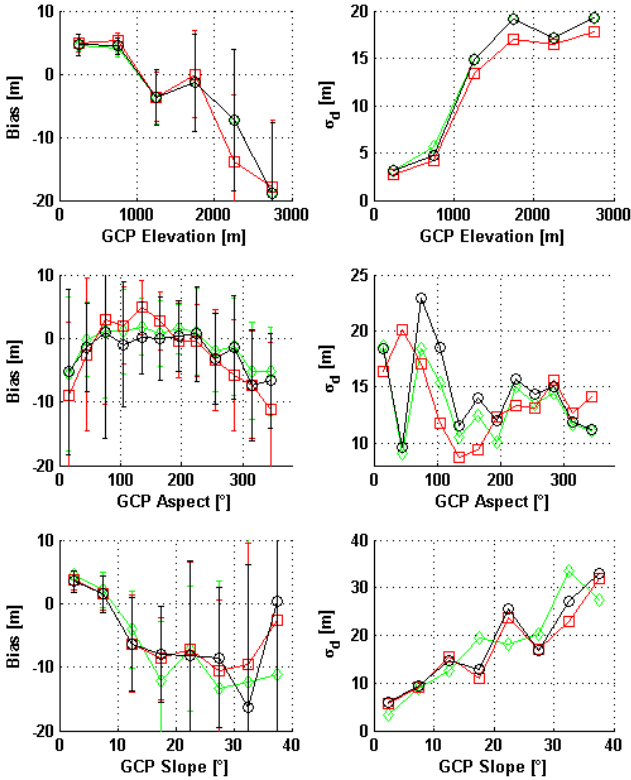 10
0
-10
-20
Bias [m]
0 1000 2000 3000
GCP Elevation [m]
20
15
10
5
0
σd [m]
0 1000 2000 3000
GCP Elevation [m]
10
0
-10
-20
Bias [m]
0 100 200 300
GCP Aspect [°]
25
20
15
10
σd [m]
0 100 200 300
GCP Aspect [°]
10
0
-10
-20
Bias [m]
0 10 20 30 40
GCP Slope [°]
40
30
20
10
0
σd [m]
0 10 20 30 40
GCP Slope [°]